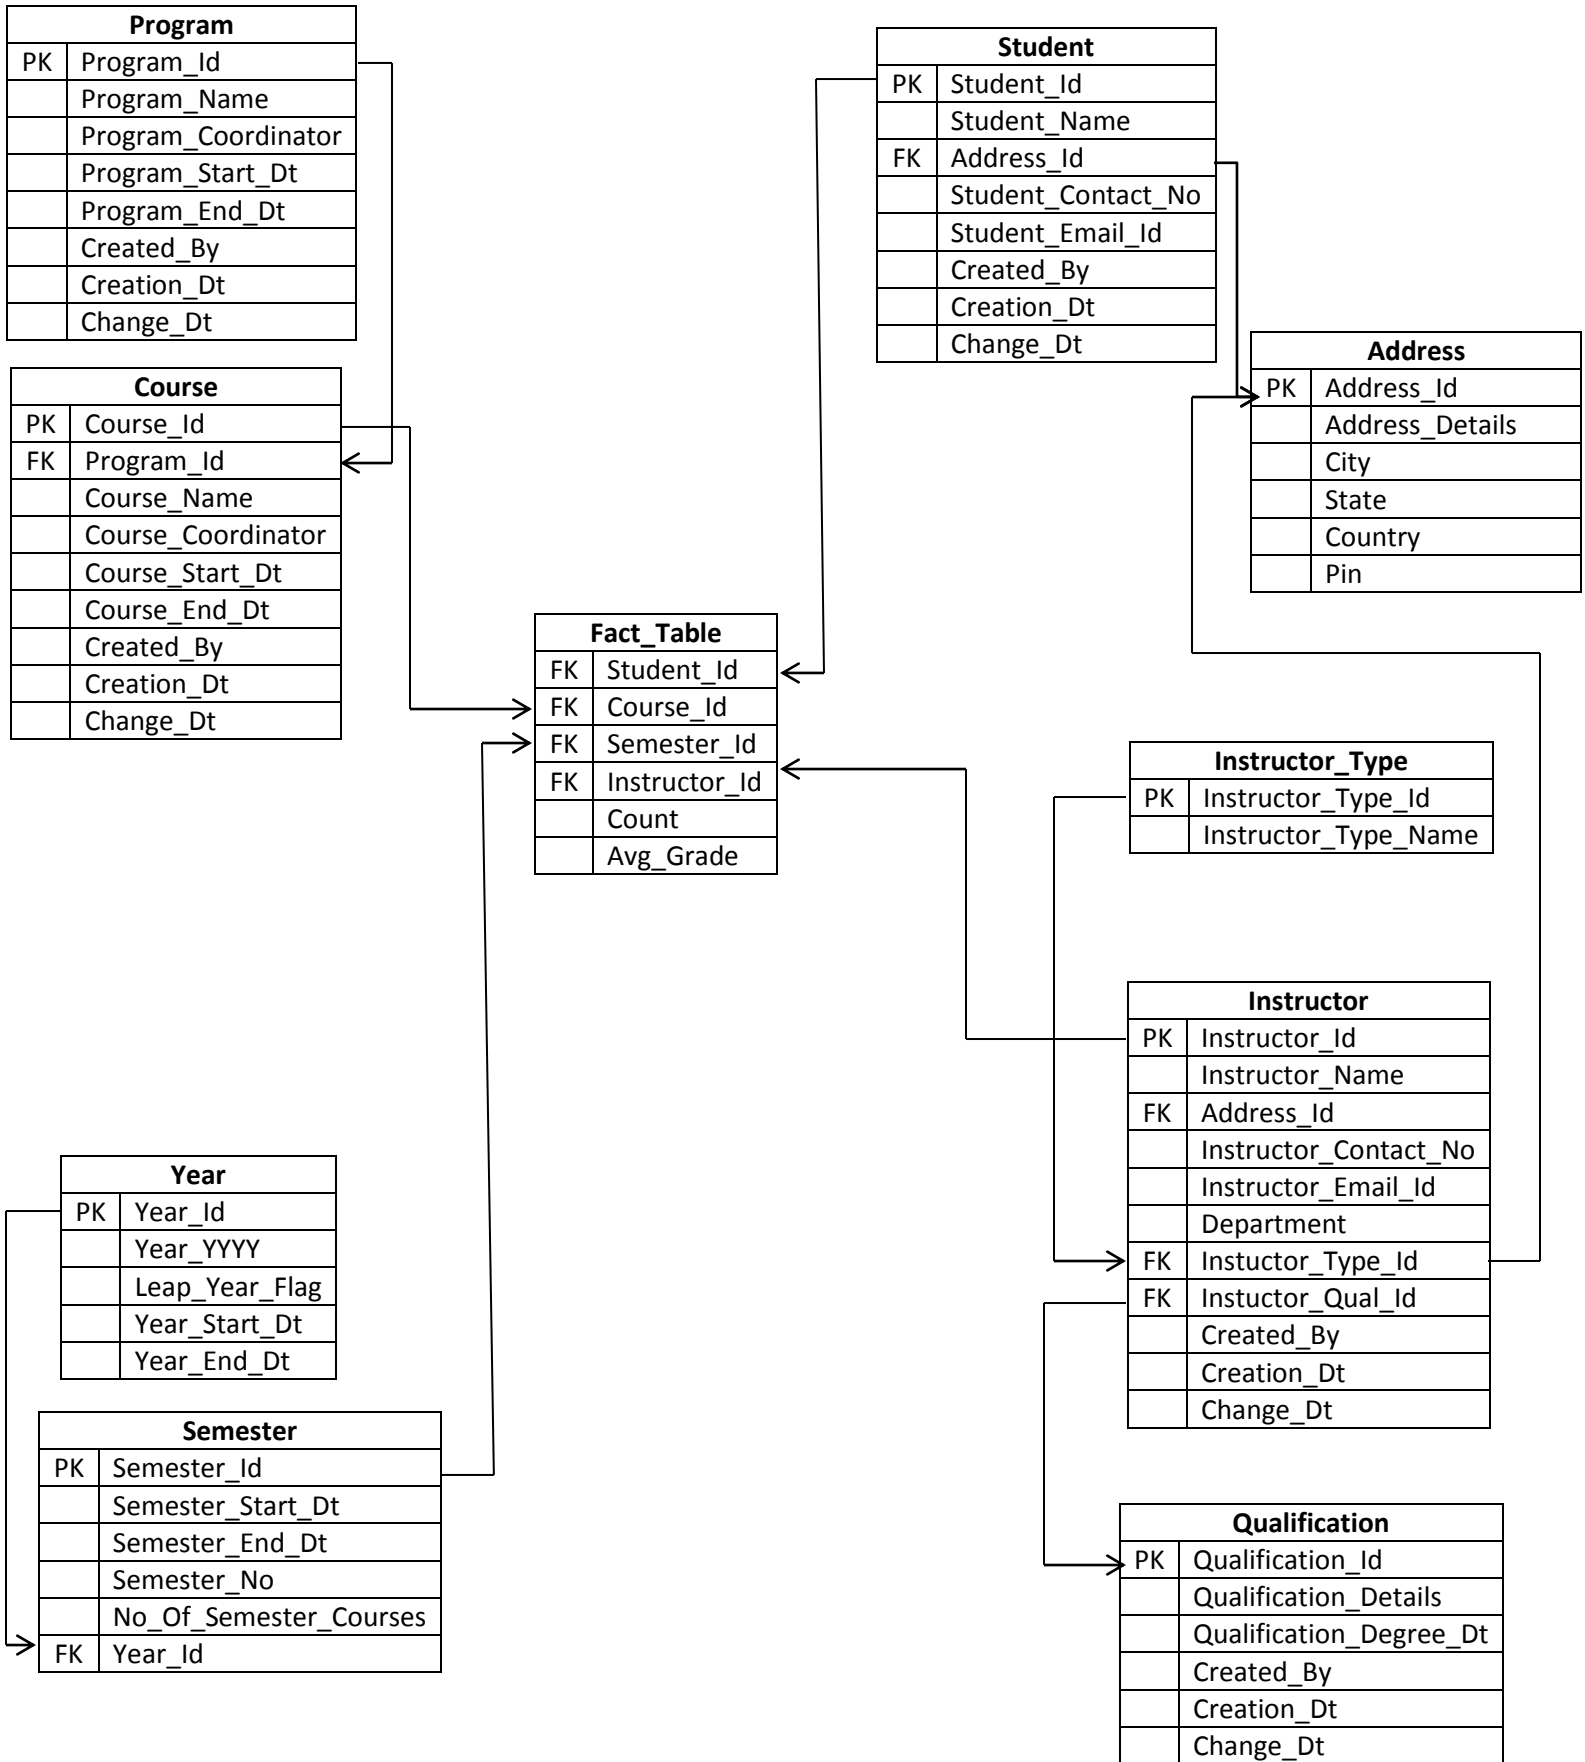 Program
PK Program_Id
Program_Name
Program_Coordinator
Program_Start_Dt
Program_End_Dt
Created_By
Creation_Dt
Change_Dt
Course
PK Course_Id
FK Program_Id
Course_Name
Course_Coordinator
Course_Start_Dt
Course_End_Dt
Created_By
Creation_Dt
Change_Dt
Student
PK Student_Id
Student_Name
FK Address_Id
Student_Contact_No
Student_Email_Id
Created_By
Creation_Dt
Change_Dt
Address
PK Address_Id
Address_Details
City
State
Country
Pin
Fact_Table
FK Student_Id
FK Course_Id
FK Semester_Id
FK Instructor_Id
Count
Avg_Grade
Instructor_Type
PK Instructor_Type_Id
Instructor_Type_Name
Instructor
PK Instructor_Id
Instructor_Name
FK Address_Id
Instructor_Contact_No
Instructor_Email_Id
Department
FK Instuctor_Type_Id
FK Instuctor_Qual_Id
Created_By
Creation_Dt
Change_Dt
Year
PK Year_Id
Year_YYYY
Leap_Year_Flag
Year_Start_Dt
Year_End_Dt
Semester
PK Semester_Id
Semester_Start_Dt
Semester_End_Dt
Semester_No
No_Of_Semester_Courses
FK Year_Id
Qualification
PK Qualification_Id
Qualification_Details
Qualification_Degree_Dt
Created_By
Creation_Dt
Change_Dt